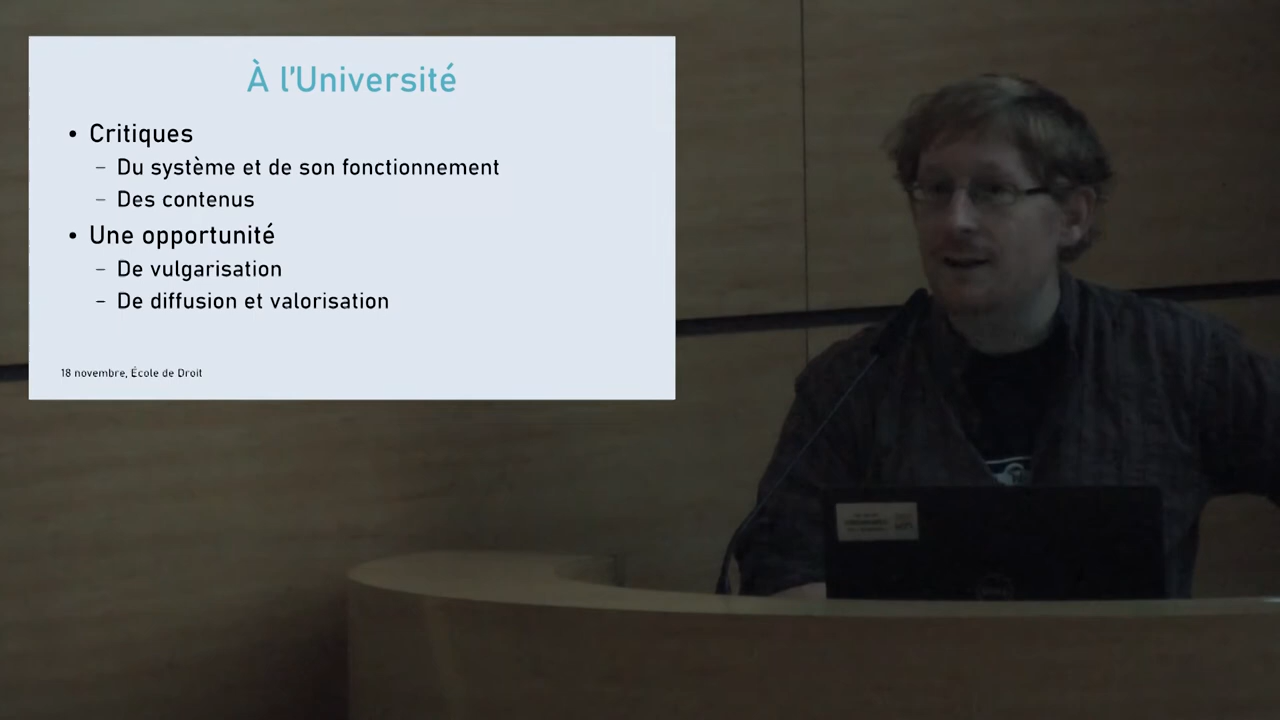 À l'Université
• Critiques
– Du système et de son fonctionnement
– Des contenus
• Une opportunité
– De vulgarisation
– De diffusion et valorisation
18 novembre, École de Droit